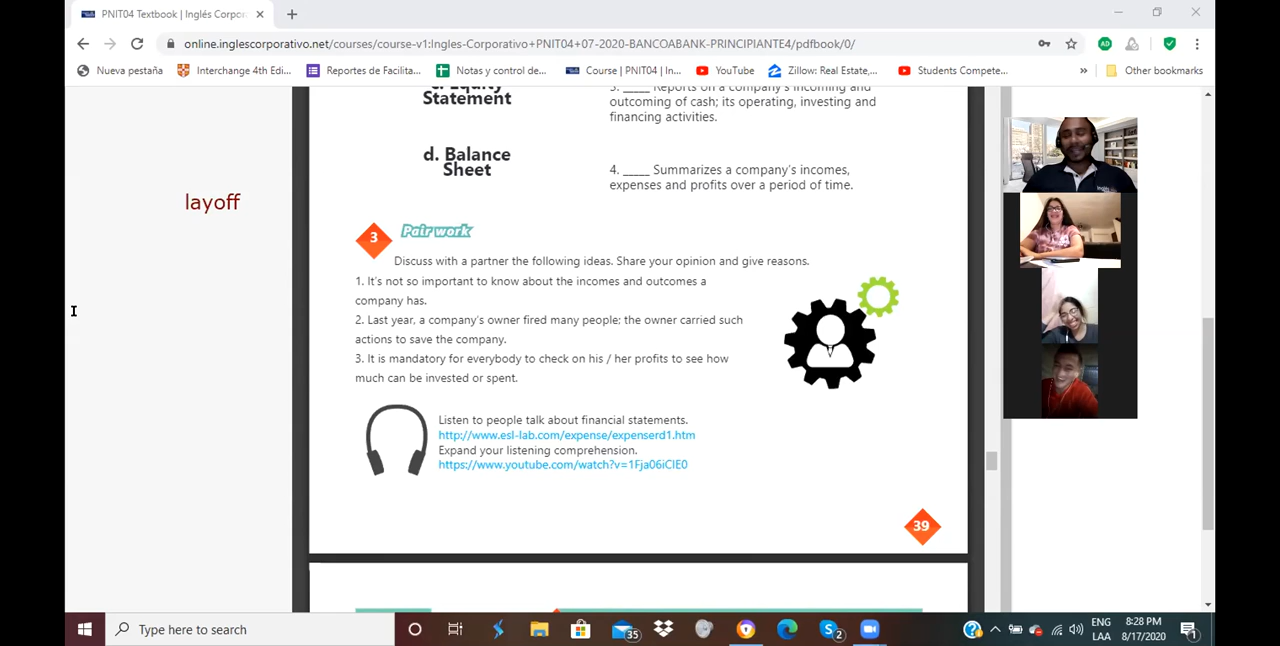 PNIT04 Textbook | Inglés Corpor
online.inglescorporativo.net/courses/course-v1:Ingles-Corporativo+PNIT04+07-2020-BANCOABANK-PRINCIPIANTE4/pdfbook/0/
Nueva pestaña
Interchange 4th Edi...
Reportes de Facilita...
Notas y control de...
Course | PNIT04 | In...
YouTube
Zillow: Real Estate,...
Students Compete...
»
Other bookmarks
c. Equity
Statement
3. _____ Reports on a company's incoming and
outcoming of cash; its operating, investing and
financing activities.
d. Balance
Sheet
4. _____ Summarizes a company's incomes,
expenses and profits over a period of time.
layoff
3
Pair work
Discuss with a partner the following ideas. Share your opinion and give reasons.
1. It's not so important to know about the incomes and outcomes a
company has.
2. Last year, a company's owner fired many people; the owner carried such
actions to save the company.
3. It is mandatory for everybody to check on his / her profits to see how
much can be invested or spent.
Listen to people talk about financial statements.
http://www.esl-lab.com/expense/expenserd1.htm
Expand your listening comprehension.
https://www.youtube.com/watch?v=1Fja06iCIE0
39
Type here to search
35
2
ENG
LAA
8:28 PM
8/17/2020
1